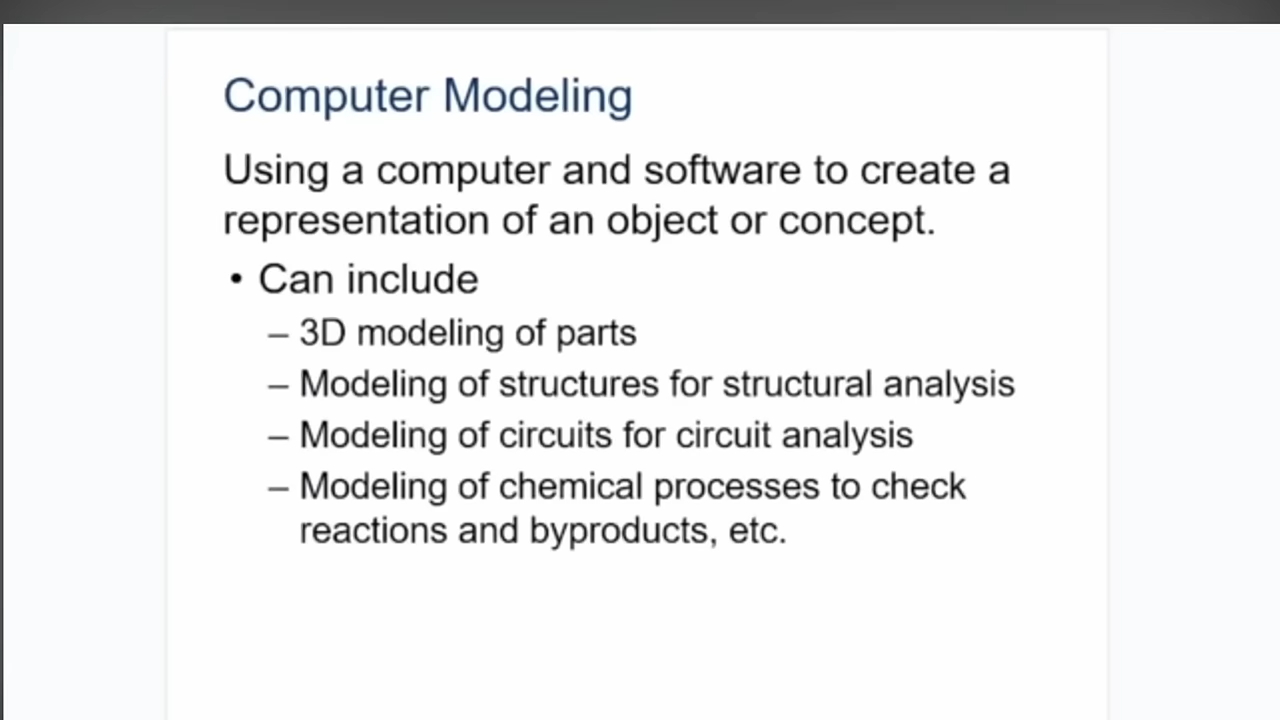 Computer Modeling
Using a computer and software to create a
representation of an object or concept.
• Can include
– 3D modeling of parts
– Modeling of structures for structural analysis
– Modeling of circuits for circuit analysis
– Modeling of chemical processes to check
reactions and byproducts, etc.